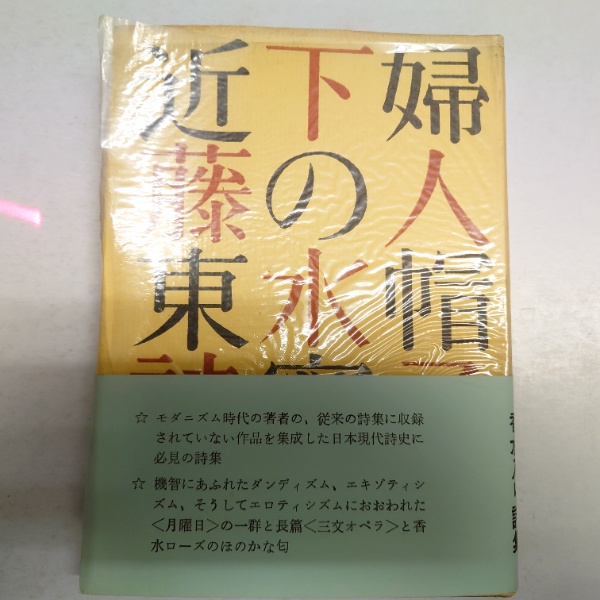 婦人帽子
下の水
近藤東
☆ モダニズム時代の著者の、従来の詩集に収録
されていない作品を集成した日本現代詩史に
必見の詩集
☆ 機智にあふれたダンディズム、エキゾティシ
ズム、そうしてエロティシズムにおおわれた
＜月曜日＞の一群と長篇＜三文オペラ＞と香
水ローズのほのかな匂